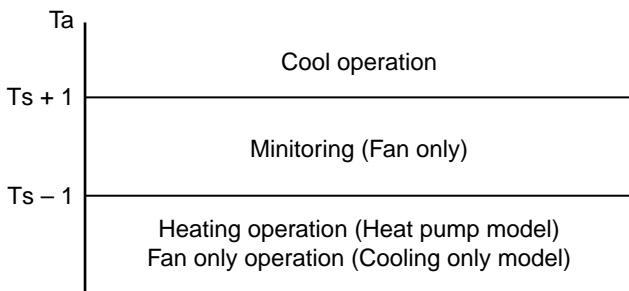 Ta
Cool operation
Ts + 1
Minitoring (Fan only)
Ts – 1
Heating operation (Heat pump model)
Fan only operation (Cooling only model)